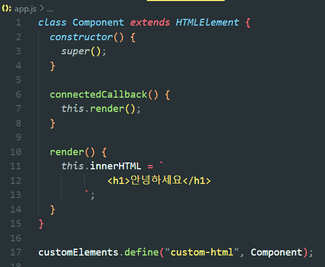 {}; app.js > ...
1 class Component extends HTMLElement {
2   constructor() {
3     super();
4   }
5
6   connectedCallback() {
7     this.render();
8   }
9
10   render() {
11     this.innerHTML = `
12           <h1>안녕하세요</h1>
13       `;
14   }
15 }
16
17 customElements.define("custom-html", Component);
18